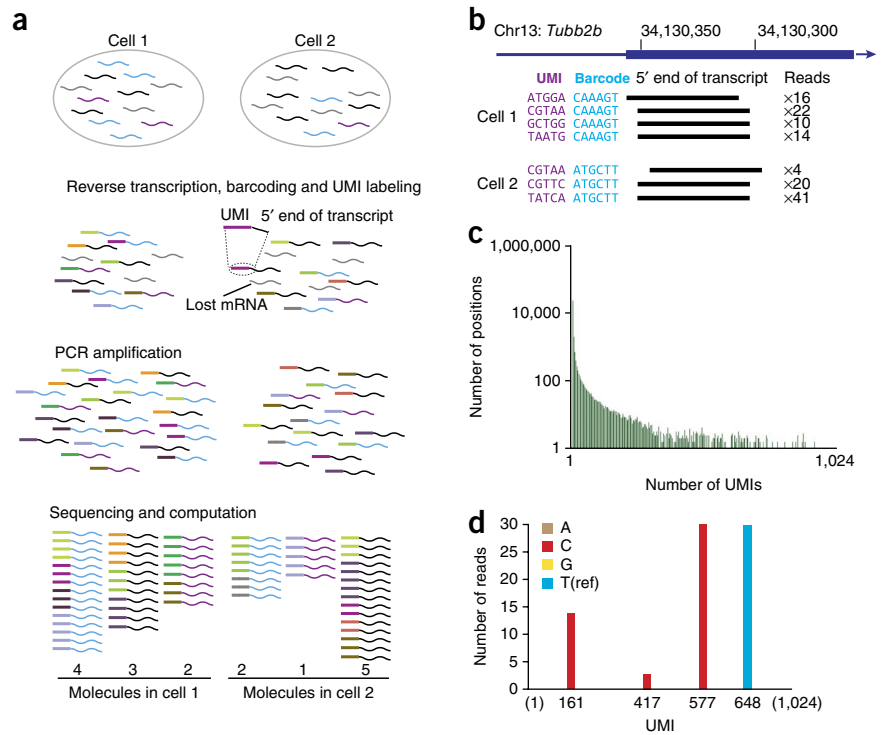 a
Cell 1
Cell 2
Reverse transcription, barcoding and UMI labeling
UMI
5′ end of transcript
Lost mRNA
PCR amplification
Sequencing and computation
4 3 2
Molecules in cell 1
2 1 5
Molecules in cell 2
b
Chr13: Tubb2b
34,130,350
34,130,300
UMI Barcode 5′ end of transcript Reads
Cell 1
ATGGA CAAAGT ×16
CGTAA CAAAGT ×22
GCTGG CAAAGT ×10
TAATG CAAAGT ×14
Cell 2
CGTAA ATGCTT ×4
CGTTC ATGCTT ×20
TATCA ATGCTT ×41
c
Number of positions
1,000,000
10,000
100
1
1
1,024
Number of UMIs
d
Number of reads
30
25
20
15
10
5
0
A
C
G
T(ref)
(1) 161 417 577 648 (1,024)
UMI